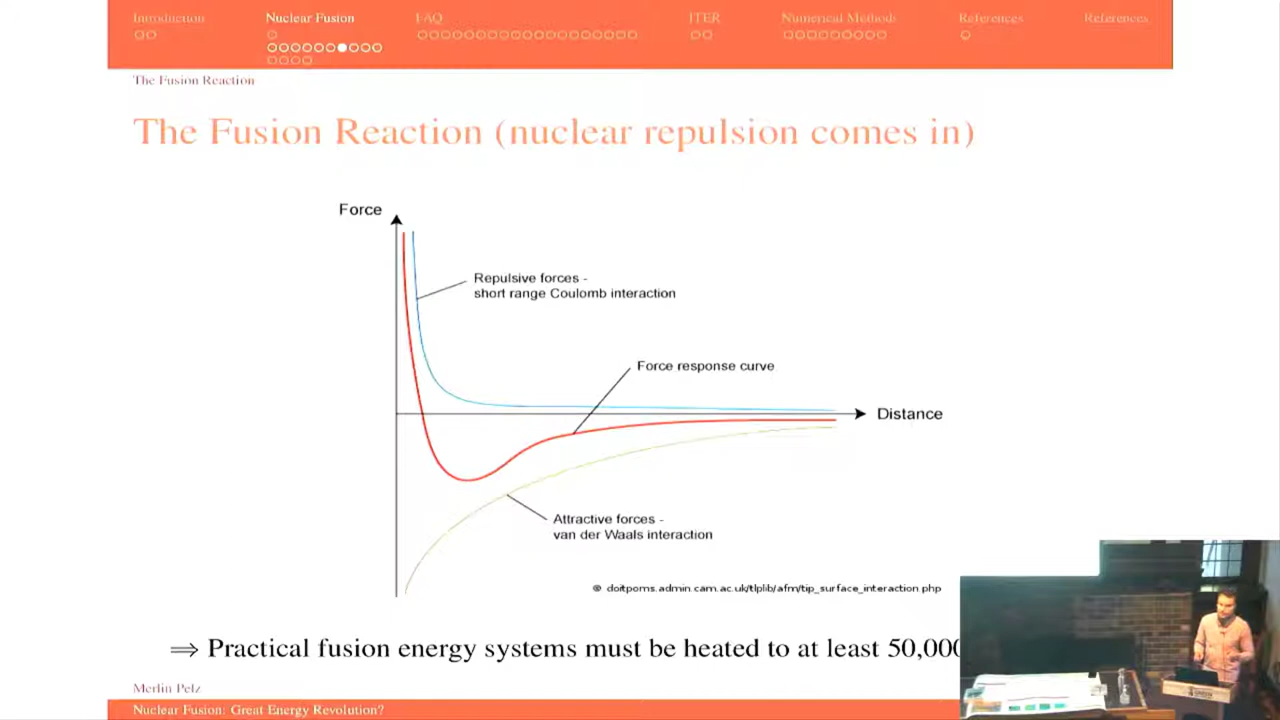 Introduction
Nuclear Fusion
FAQ
ITER
Numerical Methods
References
References
The Fusion Reaction
The Fusion Reaction (nuclear repulsion comes in)
Force
Repulsive forces -
short range Coulomb interaction
Force response curve
Distance
Attractive forces -
van der Waals interaction
© doitpoms.admin.cam.ac.uk/tlplib/afm/tip_surface_interaction.php
⟹ Practical fusion energy systems must be heated to at least 50,000
Merlin Pelz
Nuclear Fusion: Great Energy Revolution?